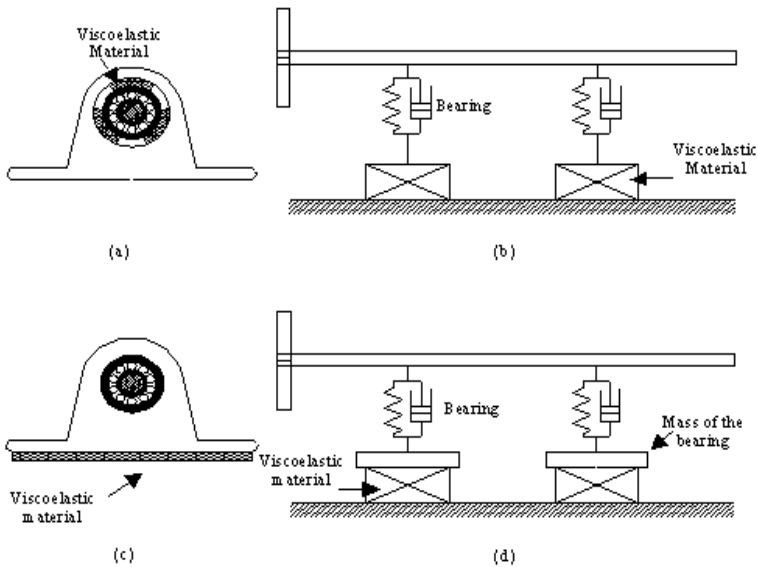 Viscoelastic
Material
Bearing
Viscoelastic
Material
(a)
(b)
Bearing
Mass of the
bearing
Viscoelastic
material
Viscoelastic
material
(c)
(d)